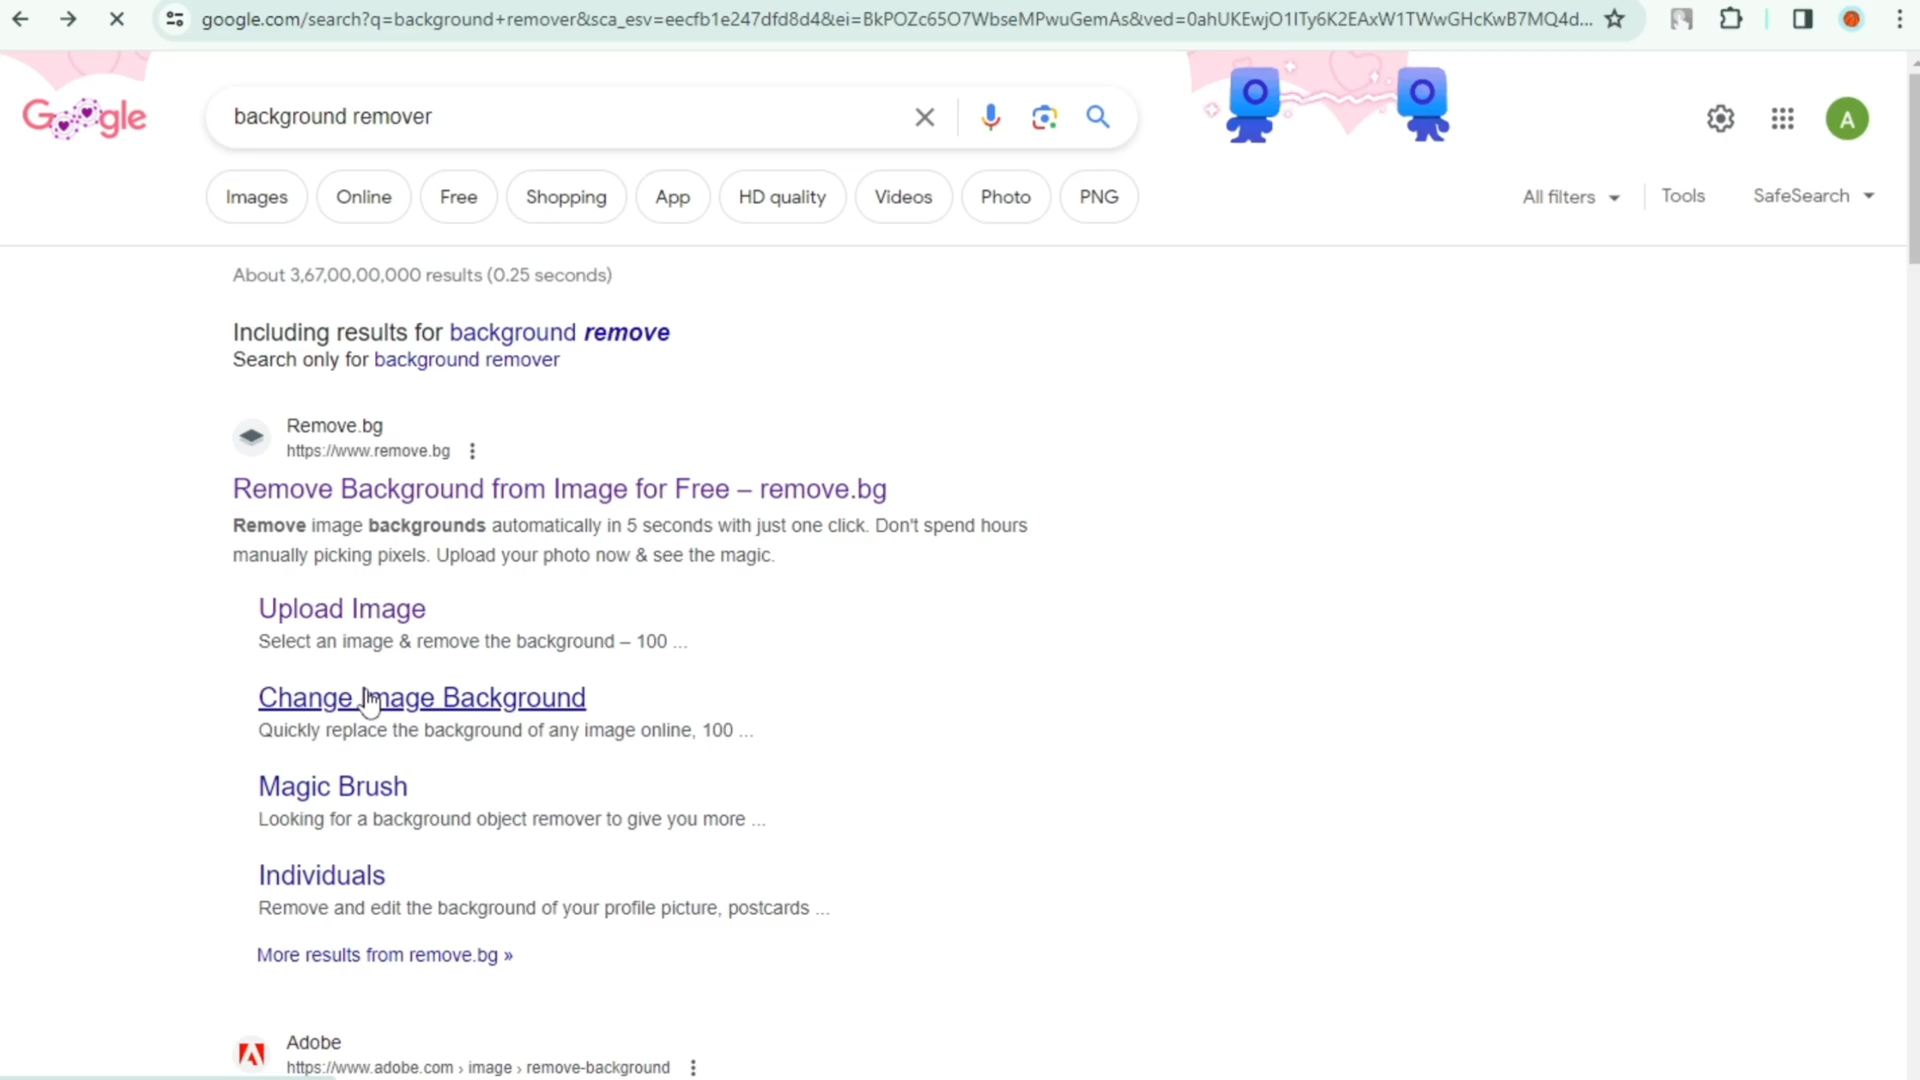 google.com/search?q=background+remover&sca_esv=eecfb1e247dfd8d4&ei=BkPOZc65O7WbseMPwuGemAs&ved=0ahUKEwjO1ITy6K2EAxW1TWwGHcKwB7MQ4d...
Google
background remover
A
Images Online Free Shopping App HD quality Videos Photo PNG
All filters Tools SafeSearch
About 3,67,00,00,000 results (0.25 seconds)
Including results for background remove
Search only for background remover
Remove.bg
https://www.remove.bg
Remove Background from Image for Free – remove.bg
Remove image backgrounds automatically in 5 seconds with just one click. Don't spend hours
manually picking pixels. Upload your photo now & see the magic.
Upload Image
Select an image & remove the background – 100 ...
Change Image Background
Quickly replace the background of any image online, 100 ...
Magic Brush
Looking for a background object remover to give you more ...
Individuals
Remove and edit the background of your profile picture, postcards ...
More results from remove.bg »
Adobe
https://www.adobe.com › image › remove-background